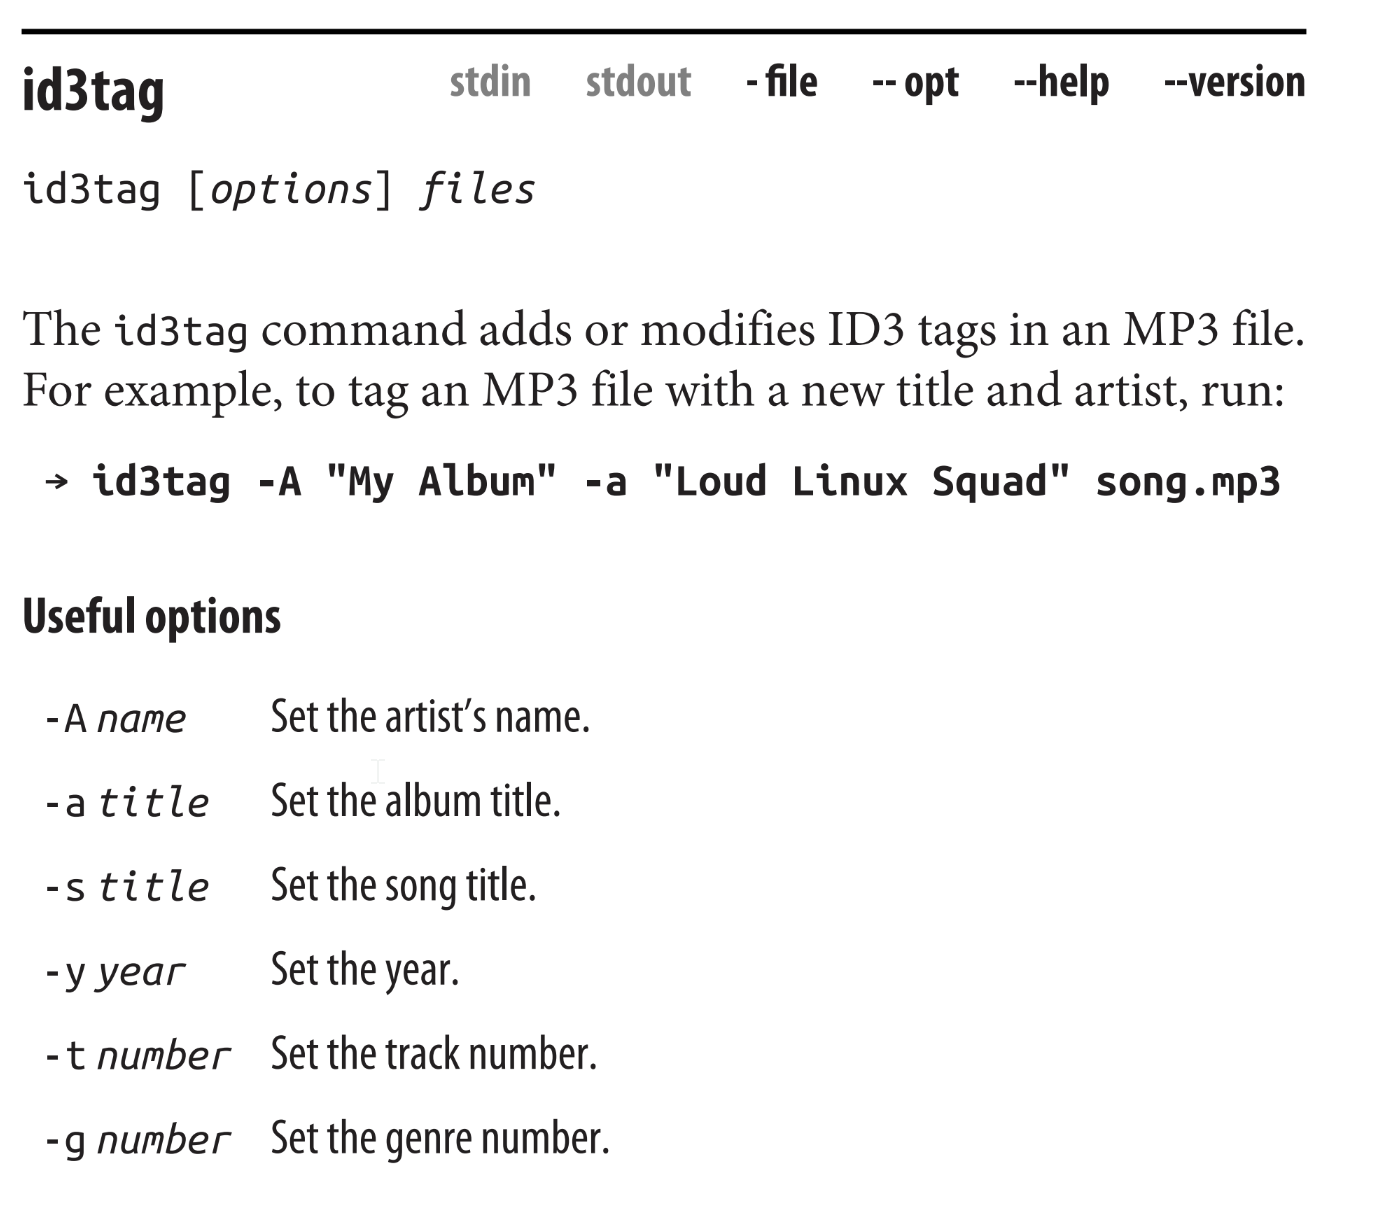 id3tag stdin stdout - file -- opt --help --version
id3tag [options] files
The id3tag command adds or modifies ID3 tags in an MP3 file.
For example, to tag an MP3 file with a new title and artist, run:
→ id3tag -A "My Album" -a "Loud Linux Squad" song.mp3
Useful options
-A name Set the artist’s name.
-a title Set the album title.
-s title Set the song title.
-y year Set the year.
-t number Set the track number.
-g number Set the genre number.